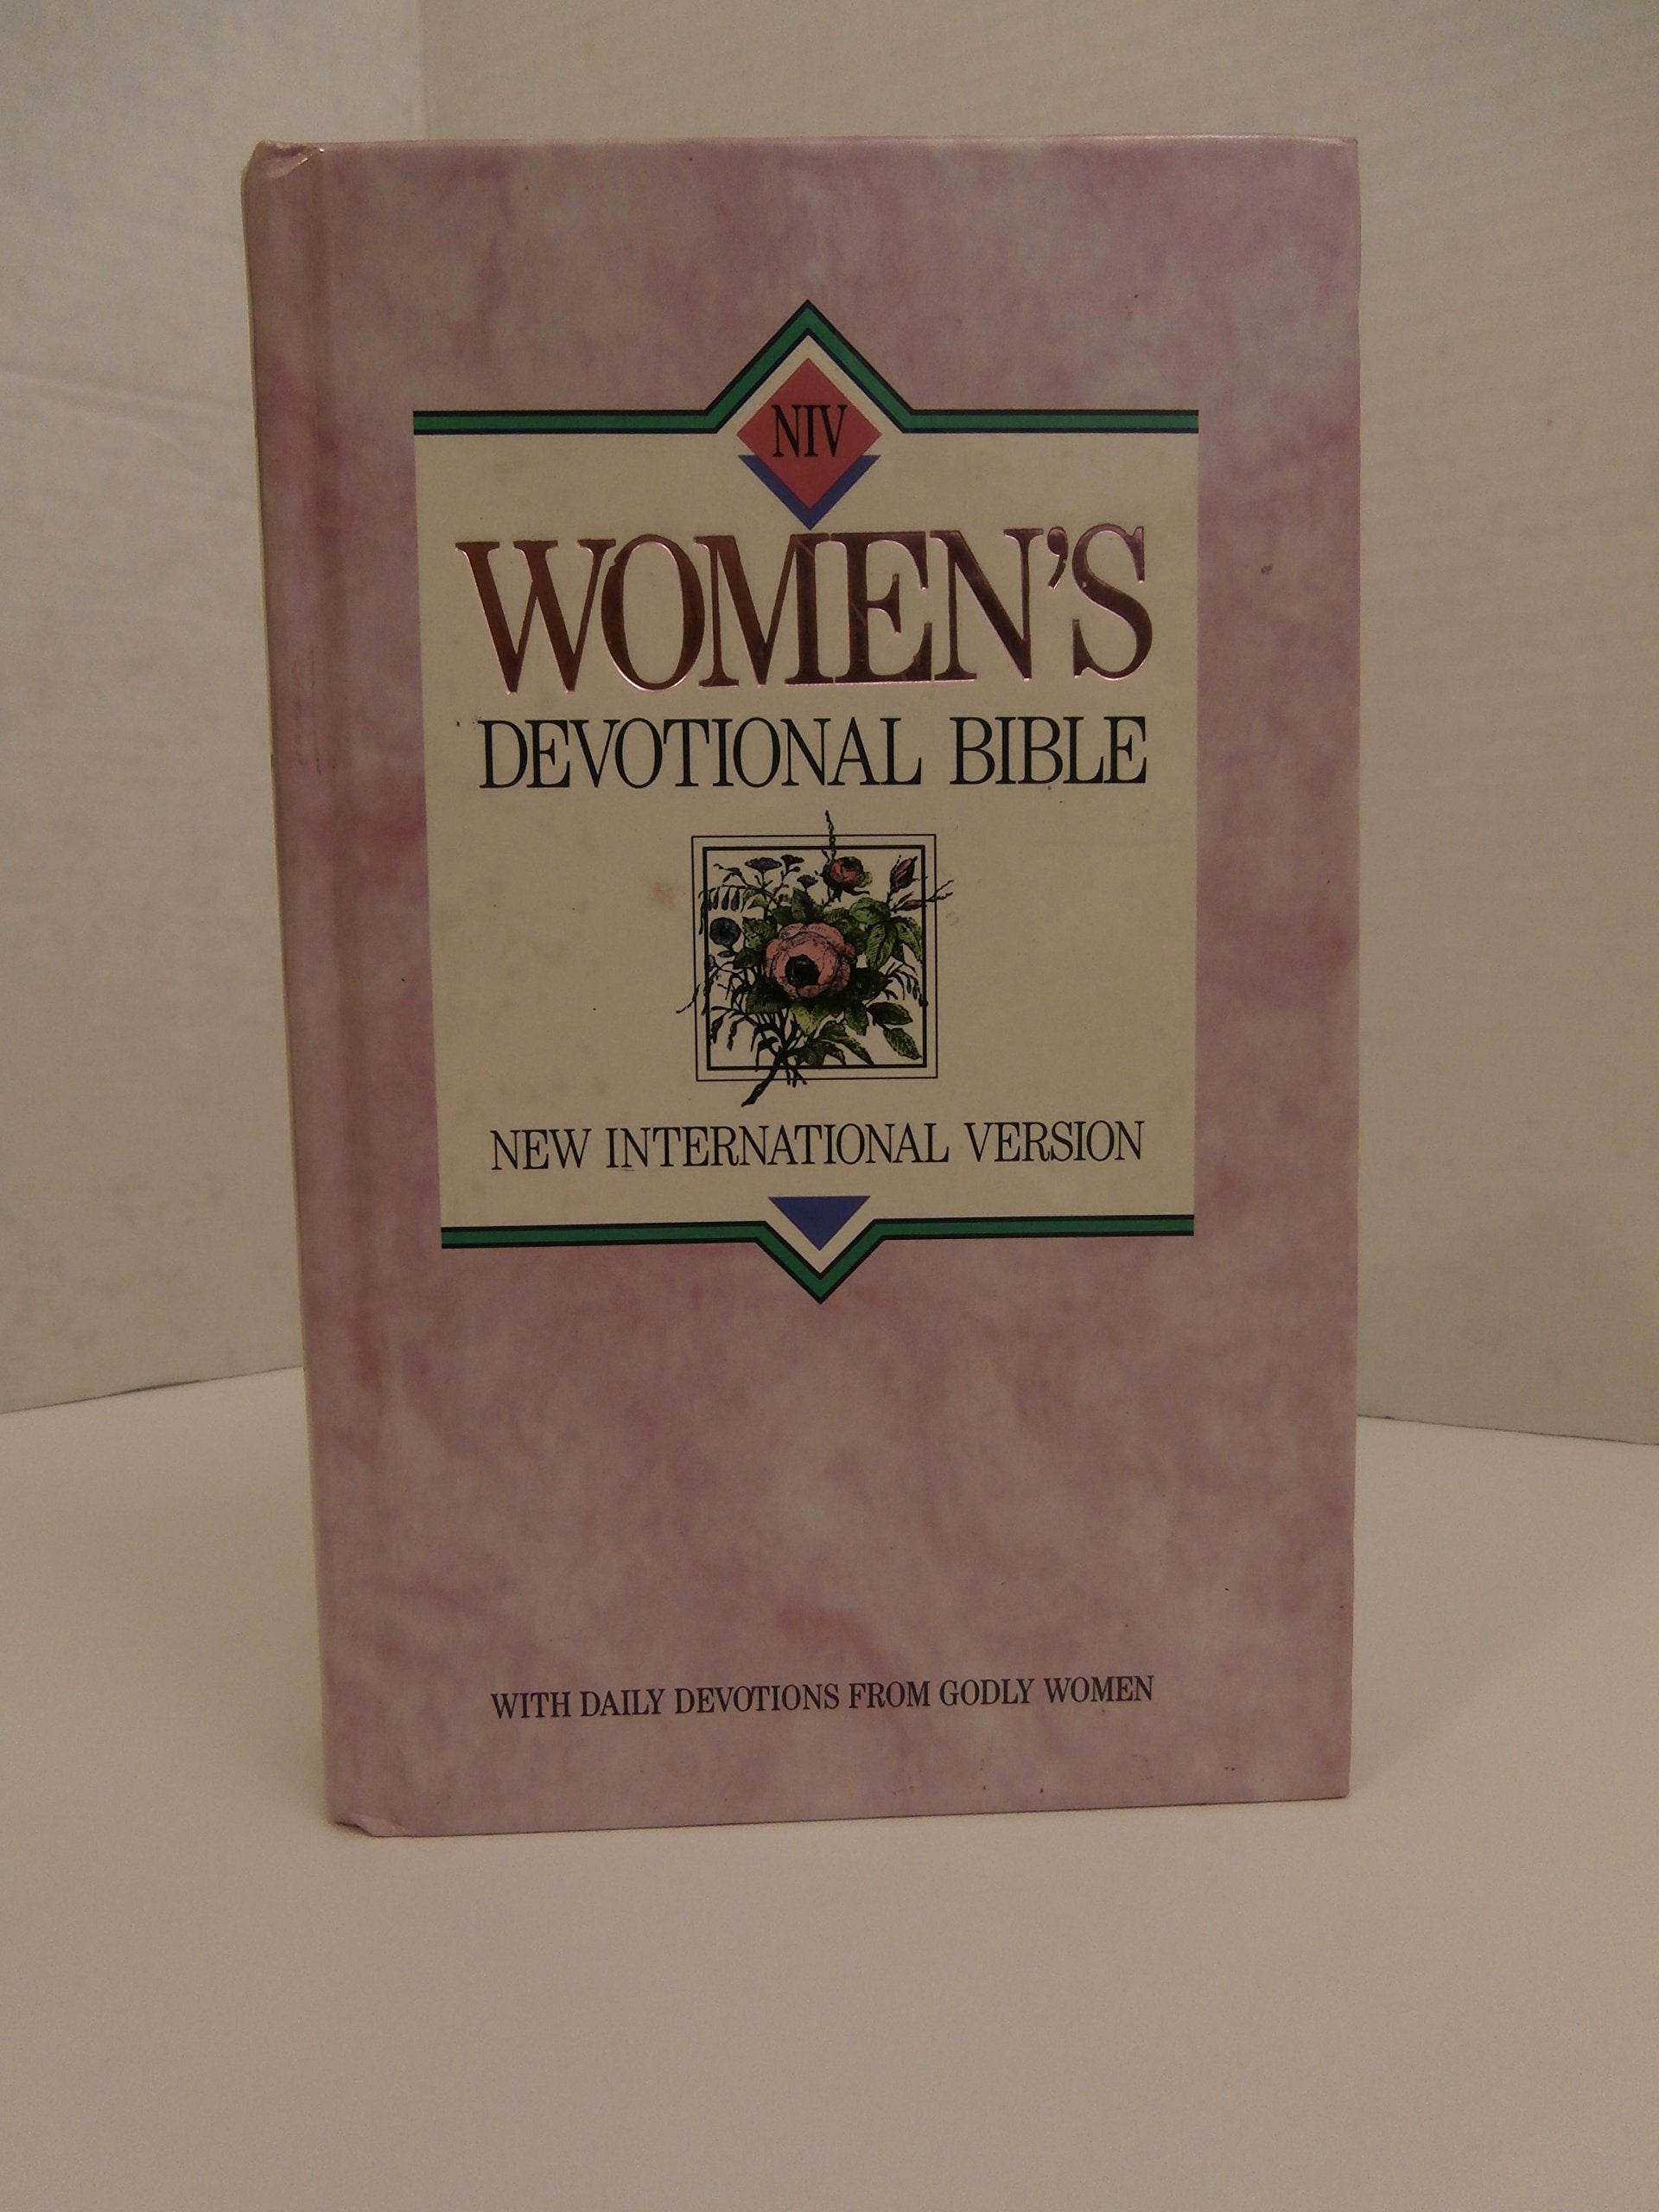 NIV
WOMEN'S
DEVOTIONAL BIBLE
NEW INTERNATIONAL VERSION
WITH DAILY DEVOTIONS FROM GODLY WOMEN